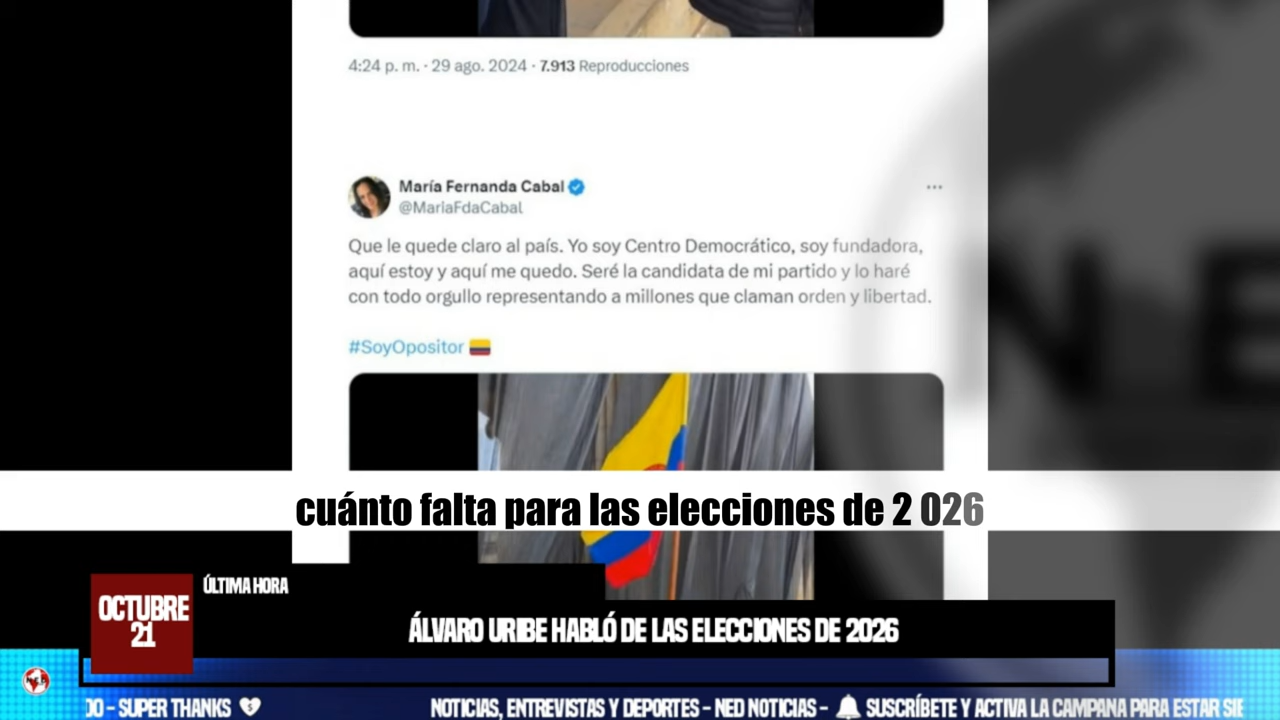 4:24 p. m. · 29 ago. 2024 · 7.913 Reproducciones
María Fernanda Cabal
@MariaFdaCabal
Que le quede claro al país. Yo soy Centro Democrático, soy fundadora,
aquí estoy y aquí me quedo. Seré la candidata de mi partido y lo haré
con todo orgullo representando a millones que claman orden y libertad.
#SoyOpositor 🇨🇴
NE
cuánto falta para las elecciones de 2 026
ÚLTIMA HORA
OCTUBRE
21
ÁLVARO URIBE HABLÓ DE LAS ELECCIONES DE 2026
DO - SUPER THANKS NOTICIAS, ENTREVISTAS Y DEPORTES - NED NOTICIAS - 🔔 SUSCRÍBETE Y ACTIVA LA CAMPANA PARA ESTAR SIE